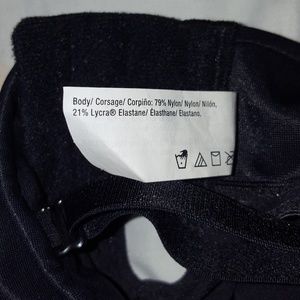 Body/ Corsage/ Corpiño: 79% Nylon/ Nylon/ Nilón,
21% Lycra® Elastane/ Élasthane/ Elastano.